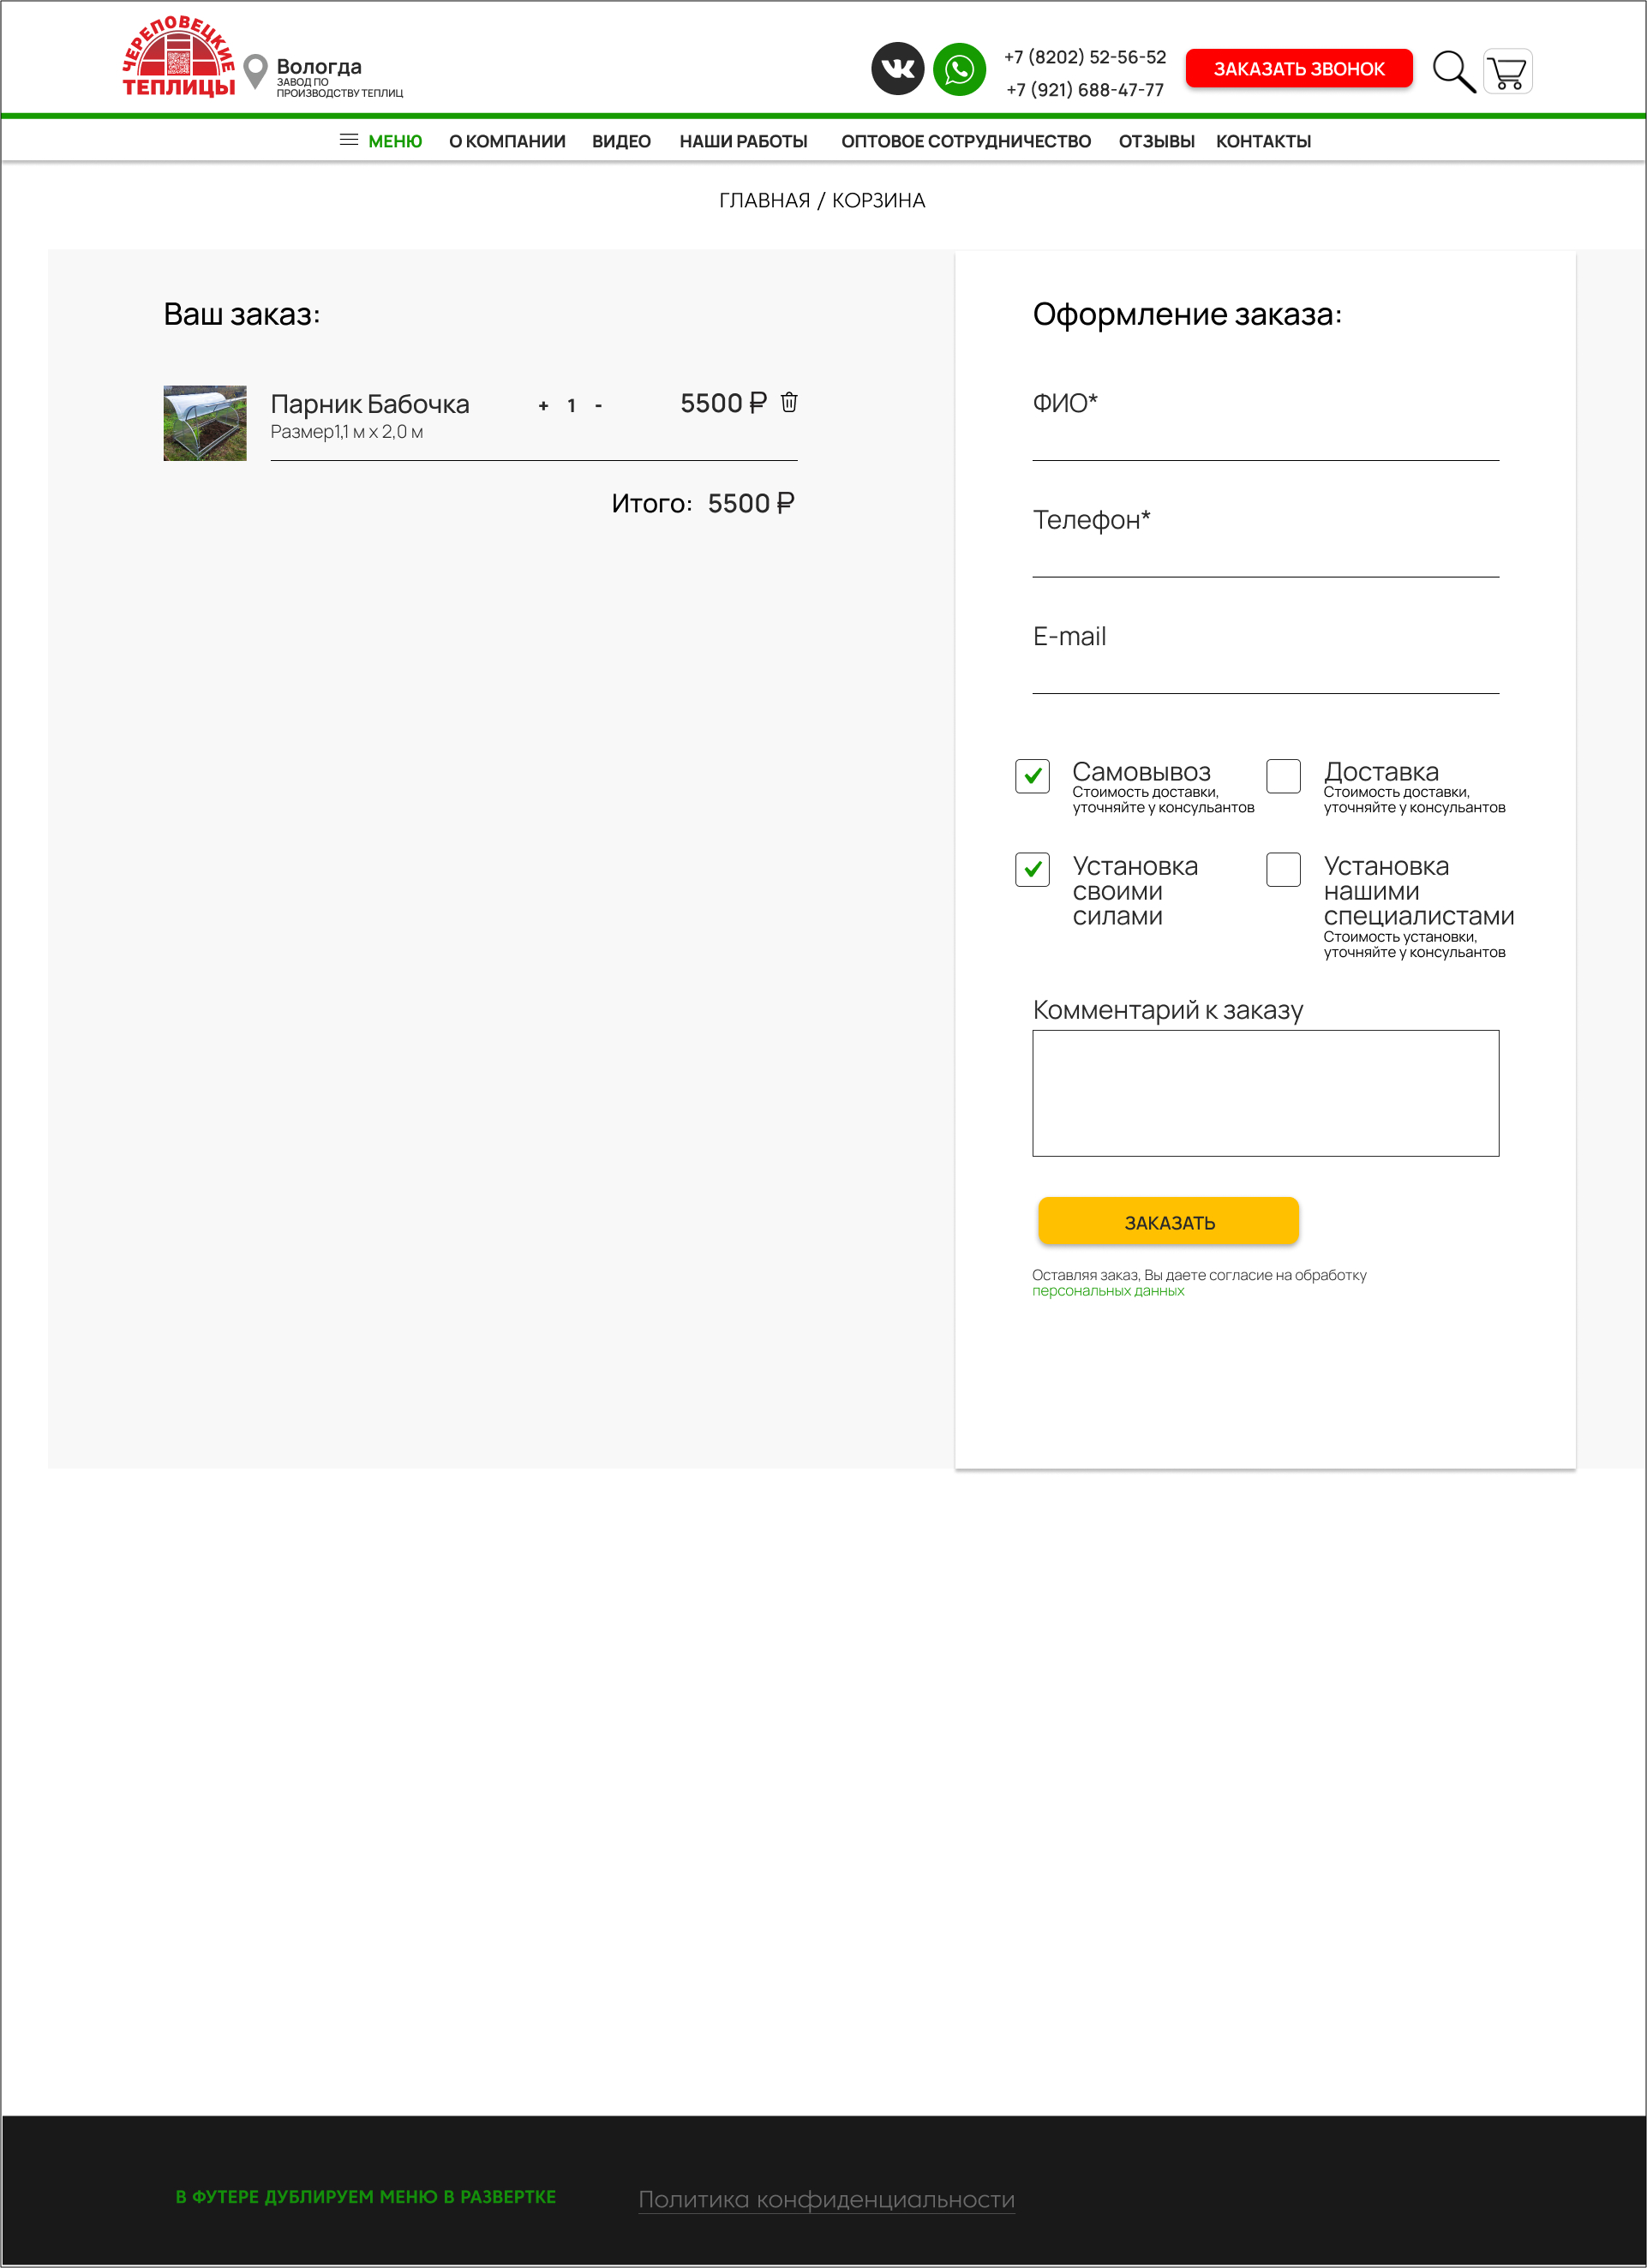 ЧЕРЕПОВЕЦКИЕ
ТЕПЛИЦЫ
Вологда
ЗАВОД ПО
ПРОИЗВОДСТВУ ТЕПЛИЦ
+7 (8202) 52-56-52
+7 (921) 688-47-77
ЗАКАЗАТЬ ЗВОНОК
МЕНЮ О КОМПАНИИ ВИДЕО НАШИ РАБОТЫ ОПТОВОЕ СОТРУДНИЧЕСТВО ОТЗЫВЫ КОНТАКТЫ
ГЛАВНАЯ / КОРЗИНА
Ваш заказ:
Парник Бабочка + 1 - 5500 ₽
Размер1,1 м х 2,0 м
Итого: 5500 ₽
Оформление заказа:
ФИО*
Телефон*
E-mail
Самовывоз
Стоимость доставки,
уточняйте у консульантов
Доставка
Стоимость доставки,
уточняйте у консульантов
Установка
своими
силами
Установка
нашими
специалистами
Стоимость установки,
уточняйте у консульантов
Комментарий к заказу
ЗАКАЗАТЬ
Оставляя заказ, Вы даете согласие на обработку
персональных данных
В ФУТЕРЕ ДУБЛИРУЕМ МЕНЮ В РАЗВЕРТКЕ
Политика конфиденциальности